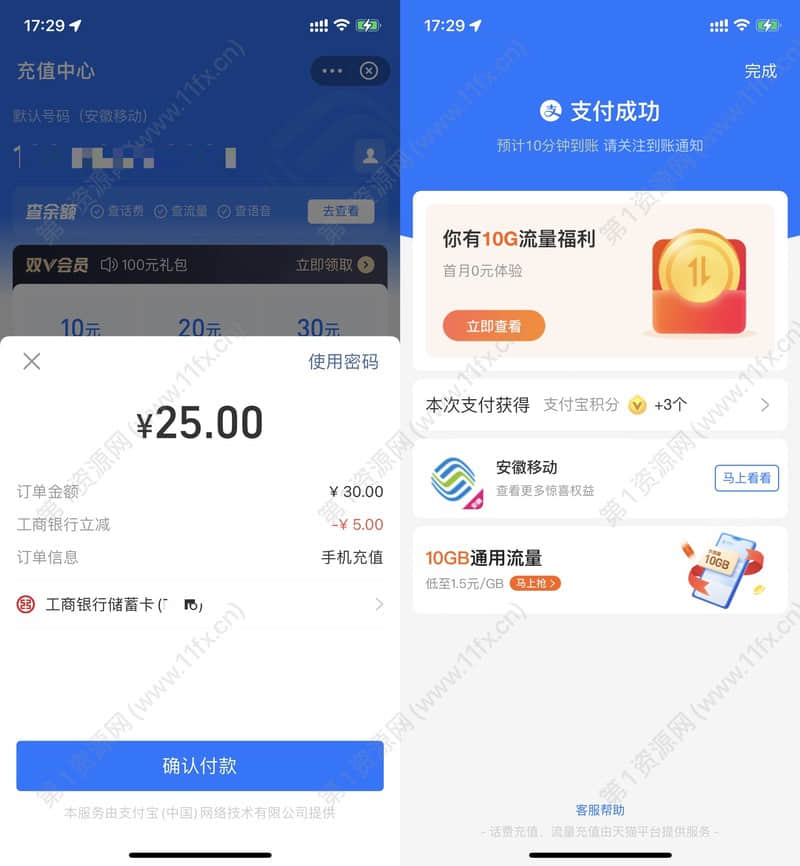 17:29
充值中心
默认号码（安徽移动）
1
查余额 查话费 查流量 查语音 去查看
双V会员 100元礼包 立即领取
10元 20元 30元
使用密码
¥25.00
订单金额 ¥ 30.00
工商银行立减 -¥ 5.00
订单信息 手机充值
工商银行储蓄卡(
确认付款
本服务由支付宝(中国)网络技术有限公司提供
17:29
完成
支 支付成功
预计10分钟到账 请关注到账通知
你有10G流量福利
首月0元体验
立即查看
本次支付获得 支付宝积分 +3个
安徽移动
查看更多惊喜权益
马上看看
10GB通用流量
低至1.5元/GB 马上抢
10GB
客服帮助
- 话费充值、流量充值由天猫平台提供服务 -
第1资源网 (www.11fx.cn)